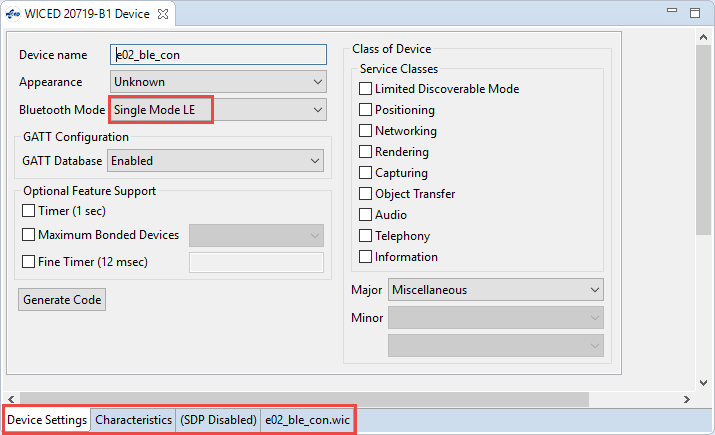 WICED 20719-B1 Device
Device name e02_ble_con
Appearance Unknown
Bluetooth Mode Single Mode LE
GATT Configuration
GATT Database Enabled
Optional Feature Support
Timer (1 sec)
Maximum Bonded Devices
Fine Timer (12 msec)
Generate Code
Class of Device
Service Classes
Limited Discoverable Mode
Positioning
Networking
Rendering
Capturing
Object Transfer
Audio
Telephony
Information
Major Miscellaneous
Minor
Device Settings Characteristics (SDP Disabled) e02_ble_con.wic